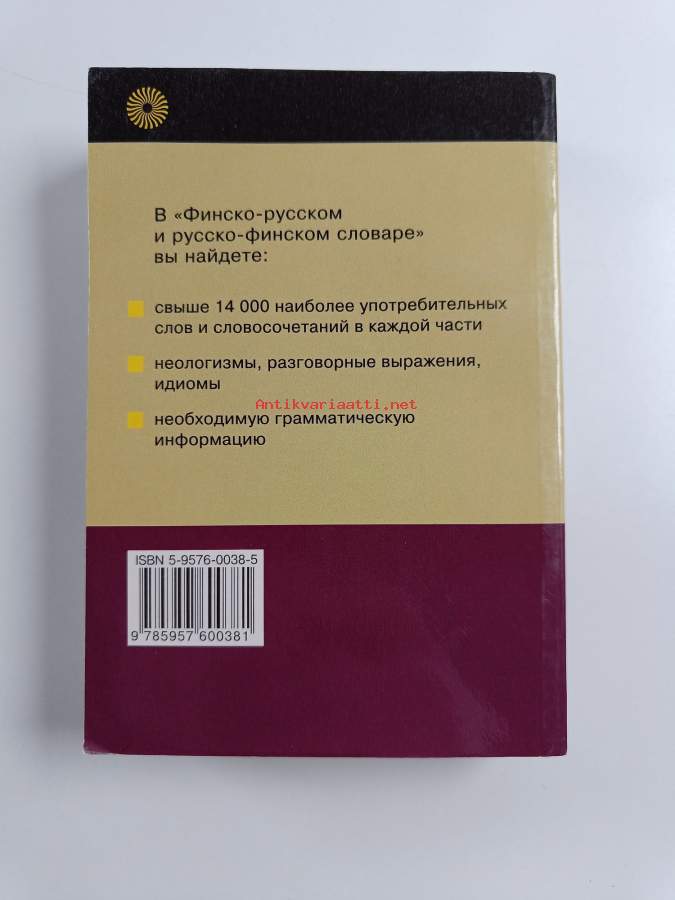 В «Финско-русском
и русско-финском словаре»
вы найдете:
свыше 14 000 наиболее употребительных
слов и словосочетаний в каждой части
неологизмы, разговорные выражения,
идиомы
Antikvariaatti.net
необходимую грамматическую
информацию
ISBN 5-9576-0038-5
9 785957 600381